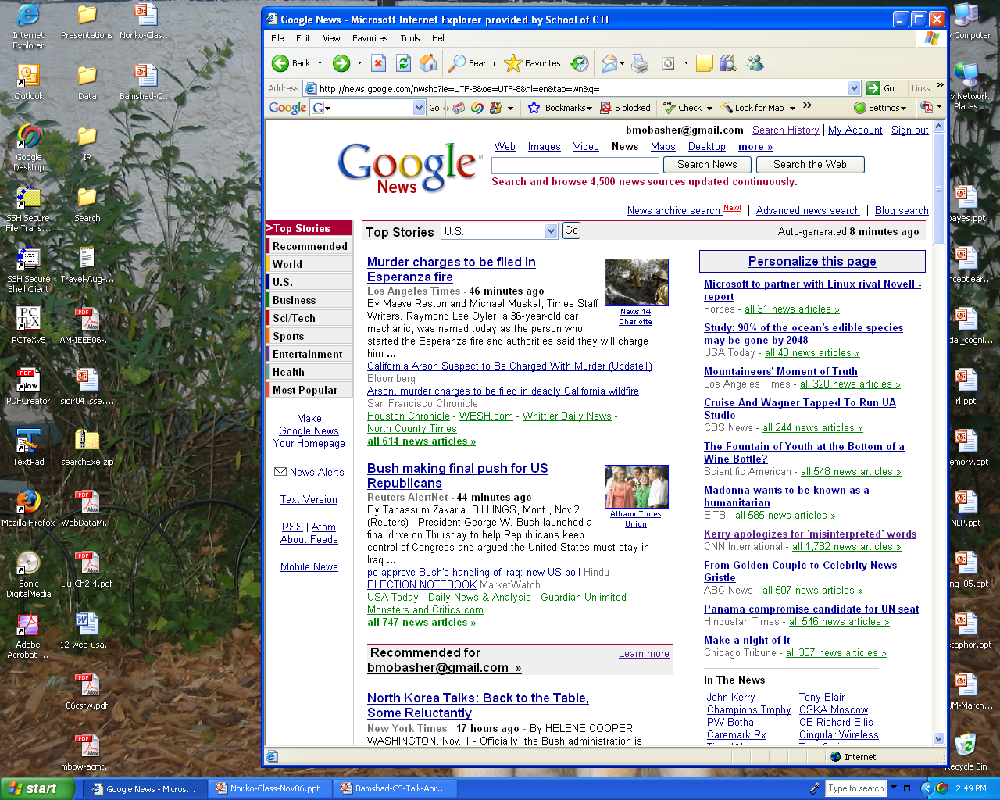 Internet Explorer
Presentations
Noriko-Clas...
Outlook
Data
Bamshad-C...
Google Desktop
IR
SSH Secure File Trans...
Search
SSH Secure Shell Client
Travel-Aug-...
PCTeXv5
AM-IEEE06-...
PDFCreator
sigir04_sse....
TextPad
searchExe.zip
Mozilla Firefox
WebDataMi...
Sonic DigitalMedia
Liu-Ch2-4.pdf
Adobe Acrobat ...
12-web-usa...
06csfw.pdf
mbbw-acmt...
Google News - Microsoft Internet Explorer provided by School of CTI
File Edit View Favorites Tools Help
Back Search Favorites
Address http://news.google.com/nwshp?ie=UTF-8&oe=UTF-8&hl=en&tab=wn&q= Go Links »
Google G Go Bookmarks 5 blocked Check Look for Map » Settings
bmobasher@gmail.com | Search History | My Account | Sign out
Google News TM
Web Images Video News Maps Desktop more »
Search News Search the Web
Search and browse 4,500 news sources updated continuously.
News archive search New! | Advanced news search | Blog search
>Top Stories
Recommended
World
U.S.
Business
Sci/Tech
Sports
Entertainment
Health
Most Popular
Make
Google News
Your Homepage
News Alerts
Text Version
RSS | Atom
About Feeds
Mobile News
Top Stories U.S. Go Auto-generated 8 minutes ago
Murder charges to be filed in
Esperanza fire
Los Angeles Times - 46 minutes ago
By Maeve Reston and Michael Muskal, Times Staff
Writers. Raymond Lee Oyler, a 36-year-old car
mechanic, was named today as the person who
started the Esperanza fire and authorities said they will charge
him ...
News 14
Charlotte
California Arson Suspect to Be Charged With Murder (Update1)
Bloomberg
Arson, murder charges to be filed in deadly California wildfire
San Francisco Chronicle
Houston Chronicle - WESH.com - Whittier Daily News -
North County Times
all 614 news articles »
Bush making final push for US
Republicans
Reuters AlertNet - 44 minutes ago
By Tabassum Zakaria. BILLINGS, Mont., Nov 2
(Reuters) - President George W. Bush launched a
final drive on Thursday to help Republicans keep
control of Congress and argued the United States must stay in
Iraq ...
Albany Times
Union
pc approve Bush's handling of Iraq: new US poll Hindu
ELECTION NOTEBOOK MarketWatch
USA Today - Daily News & Analysis - Guardian Unlimited -
Monsters and Critics.com
all 747 news articles »
Recommended for
bmobasher@gmail.com »
Learn more
North Korea Talks: Back to the Table,
Some Reluctantly
New York Times - 17 hours ago - By HELENE COOPER.
WASHINGTON, Nov. 1 - Officially, the Bush administration is
Personalize this page
Microsoft to partner with Linux rival Novell -
report
Forbes - all 31 news articles »
Study: 90% of the ocean's edible species
may be gone by 2048
USA Today - all 40 news articles »
Mountaineers' Moment of Truth
Los Angeles Times - all 320 news articles »
Cruise And Wagner Tapped To Run UA
Studio
CBS News - all 244 news articles »
The Fountain of Youth at the Bottom of a
Wine Bottle?
Scientific American - all 548 news articles »
Madonna wants to be known as a
humanitarian
EiTB - all 585 news articles »
Kerry apologizes for 'misinterpreted' words
CNN International - all 1,782 news articles »
From Golden Couple to Celebrity News
Gristle
ABC News - all 507 news articles »
Panama compromise candidate for UN seat
Hindustan Times - all 546 news articles »
Make a night of it
Chicago Tribune - all 337 news articles »
In The News
John Kerry Tony Blair
Champions Trophy CSKA Moscow
PW Botha CB Richard Ellis
Caremark Rx Cingular Wireless
Internet
y Computer
y Network Places
ayes.ppt
nceptlear...
cial_cogni...
rl.ppt
emory.ppt
NLP.ppt
ng_05.ppt
etaphor.ppt
UM-March...
Recycle Bin
start
Google News - Micros...
Noriko-Class-Nov06.ppt
Bamshad-CS-Talk-Apr...
Type to search
2:49 PM